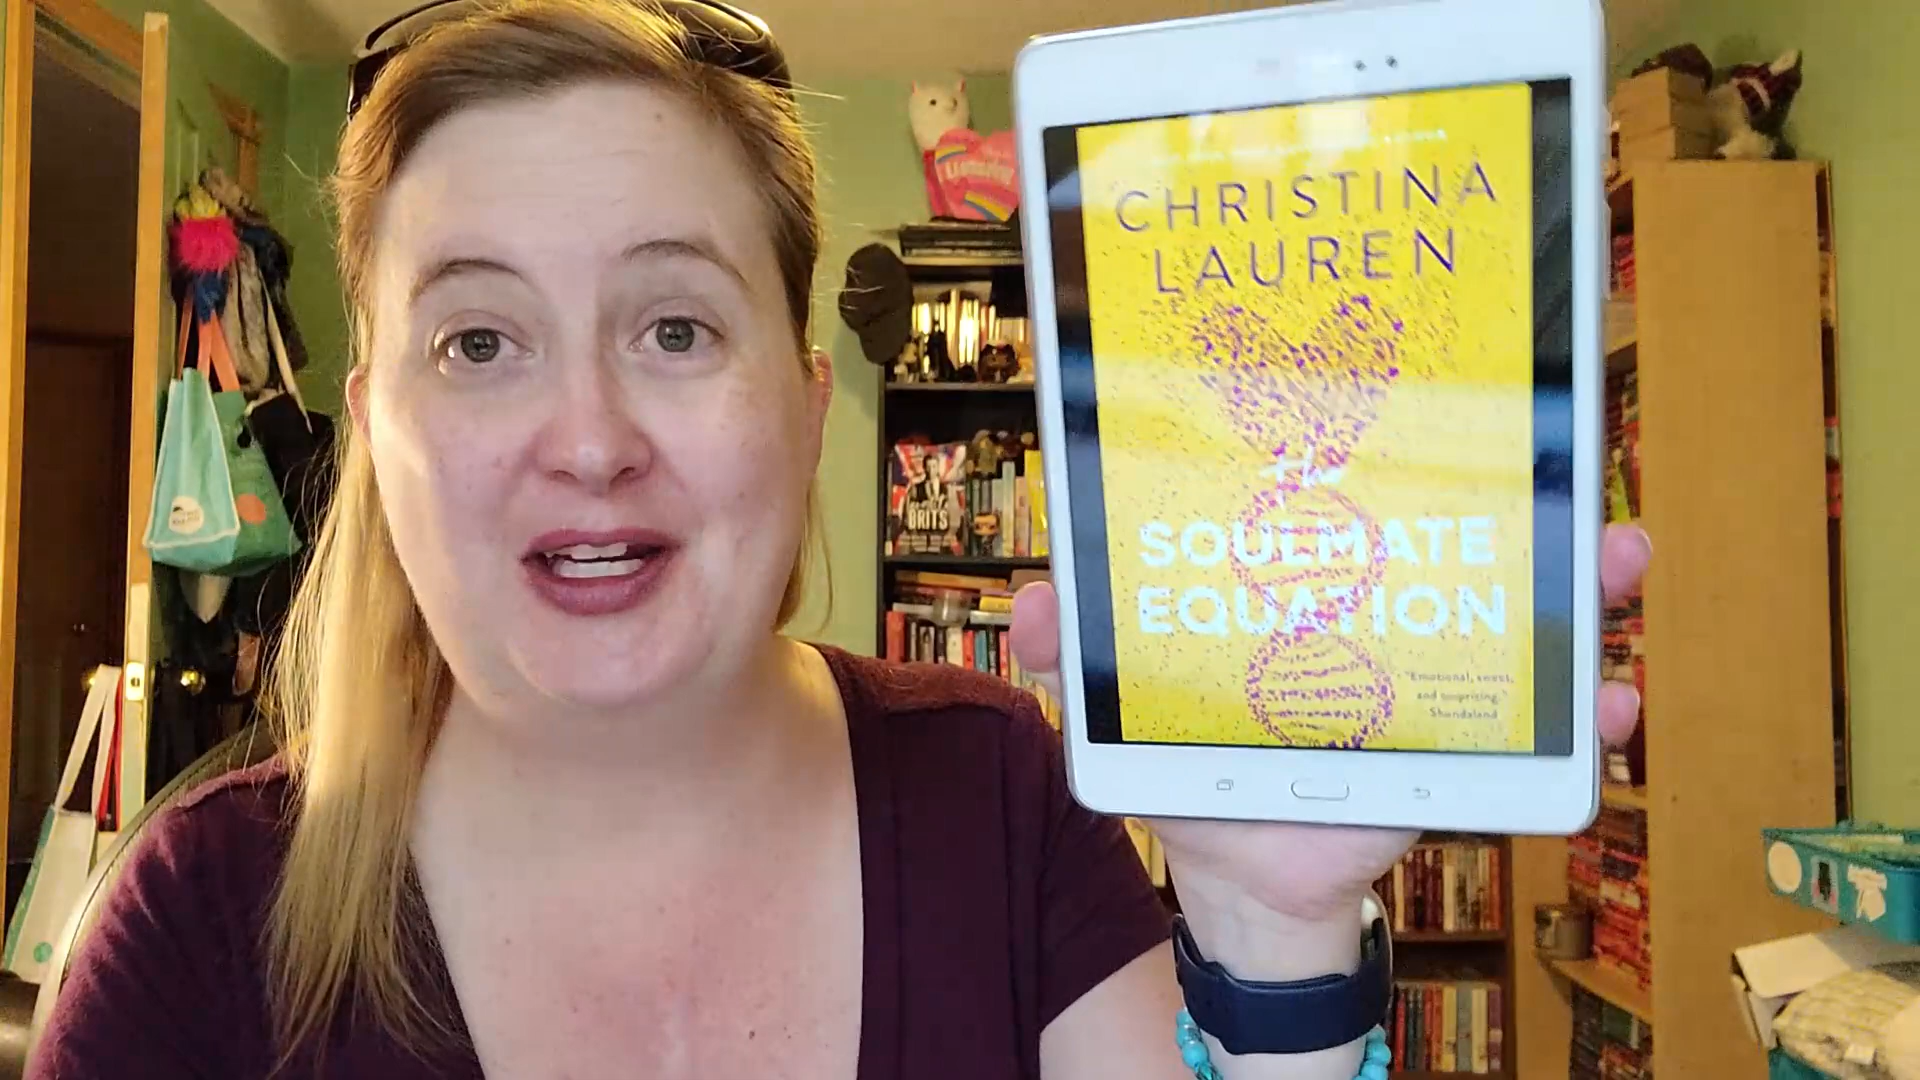 CHRISTINA
LAUREN
the
SOULMATE
EQUATION
"Emotional, sweet,
and surprising."
Shondaland
BRITS